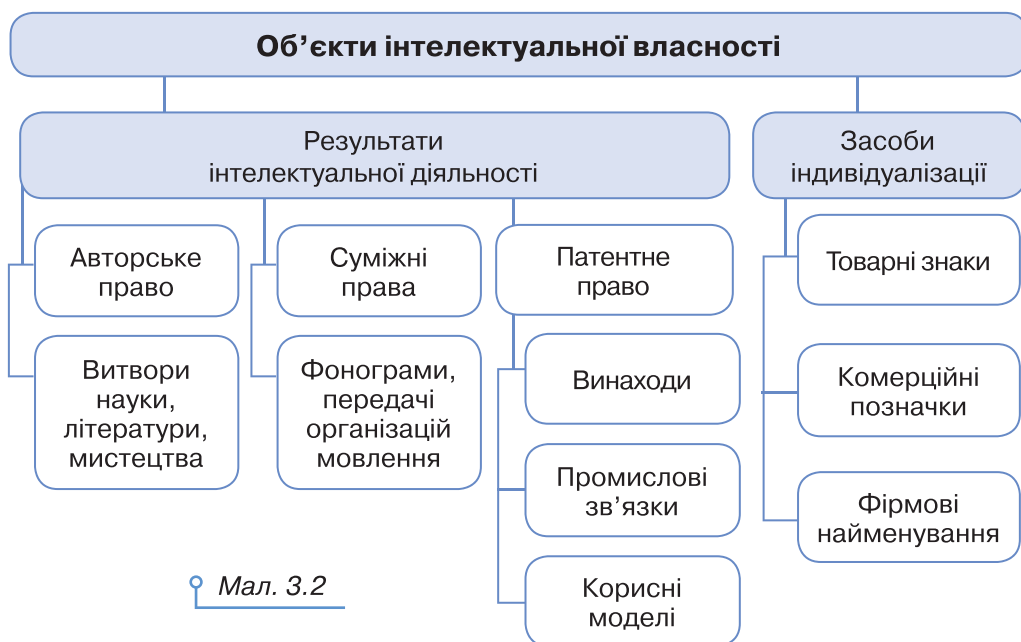 Об’єкти інтелектуальної власності
Результати
інтелектуальної діяльності
Засоби
індивідуалізації
Авторське
право
Суміжні
права
Патентне
право
Товарні знаки
Витвори
науки,
літератури,
мистецтва
Фонограми,
передачі
організацій
мовлення
Винаходи
Комерційні
позначки
Промислові
зв’язки
Фірмові
найменування
Корисні
моделі
Мал. 3.2